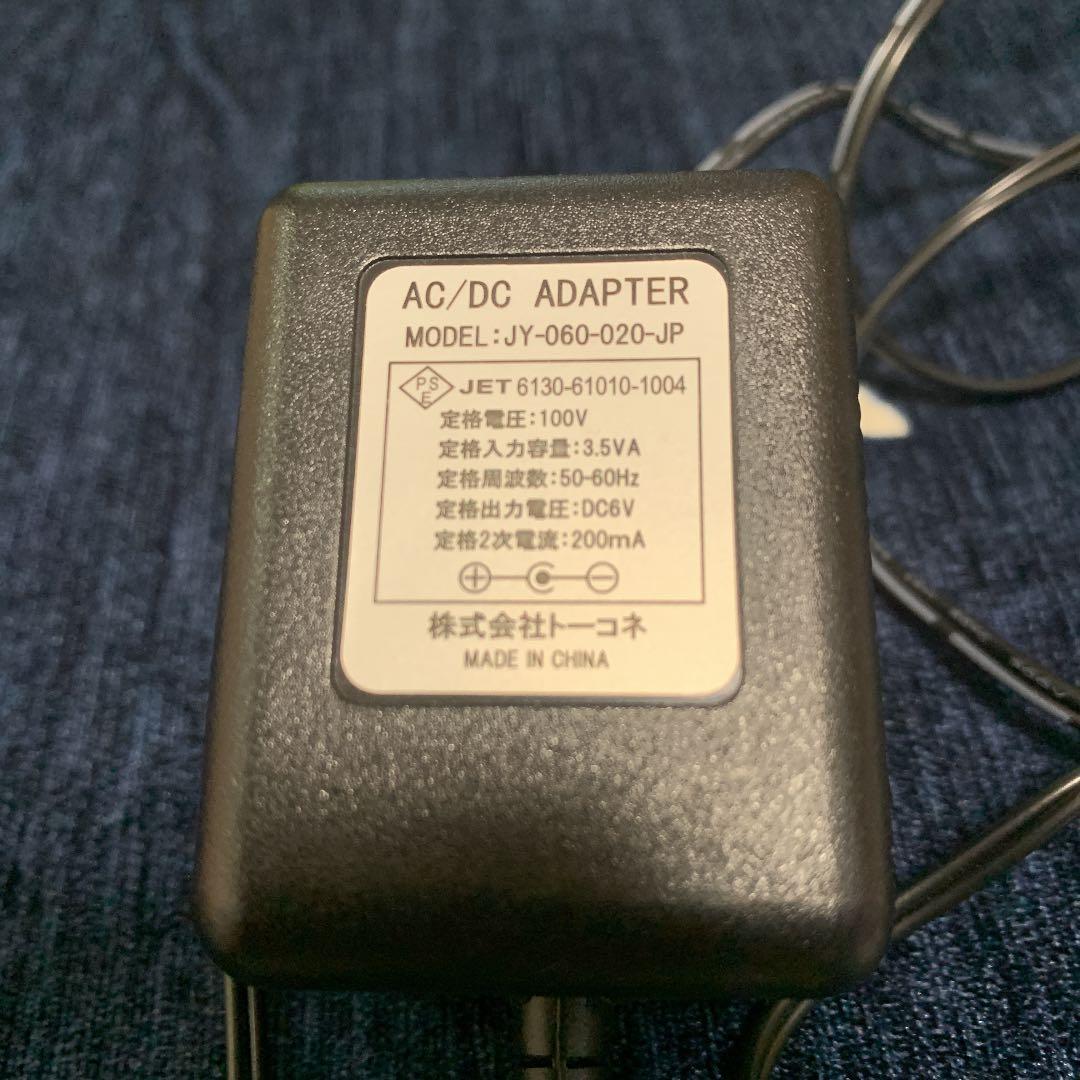 AC/DC ADAPTER
MODEL:JY-060-020-JP
PSE JET 6130-61010-1004
定格電圧:100V
定格入力容量:3.5VA
定格周波数:50-60Hz
定格出力電圧:DC6V
定格2次電流:200mA
株式会社トーコネ
MADE IN CHINA